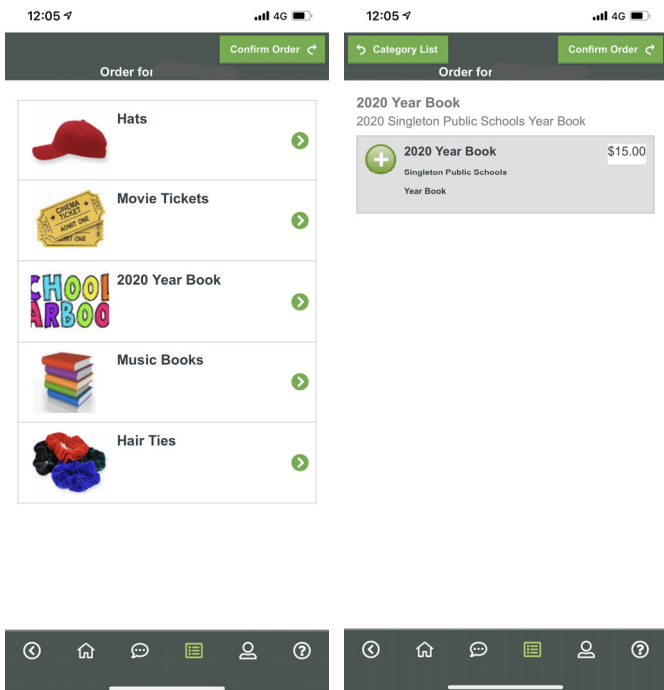 12:05
4G
Confirm Order
Order for
Hats
CINEMA
TICKET
ADMIT ONE
ADMIT ONE
Movie Tickets
CHOOL
ARBOO
2020 Year Book
Music Books
Hair Ties
12:05
4G
Category List
Confirm Order
Order for
2020 Year Book
2020 Singleton Public Schools Year Book
2020 Year Book
$15.00
Singleton Public Schools
Year Book